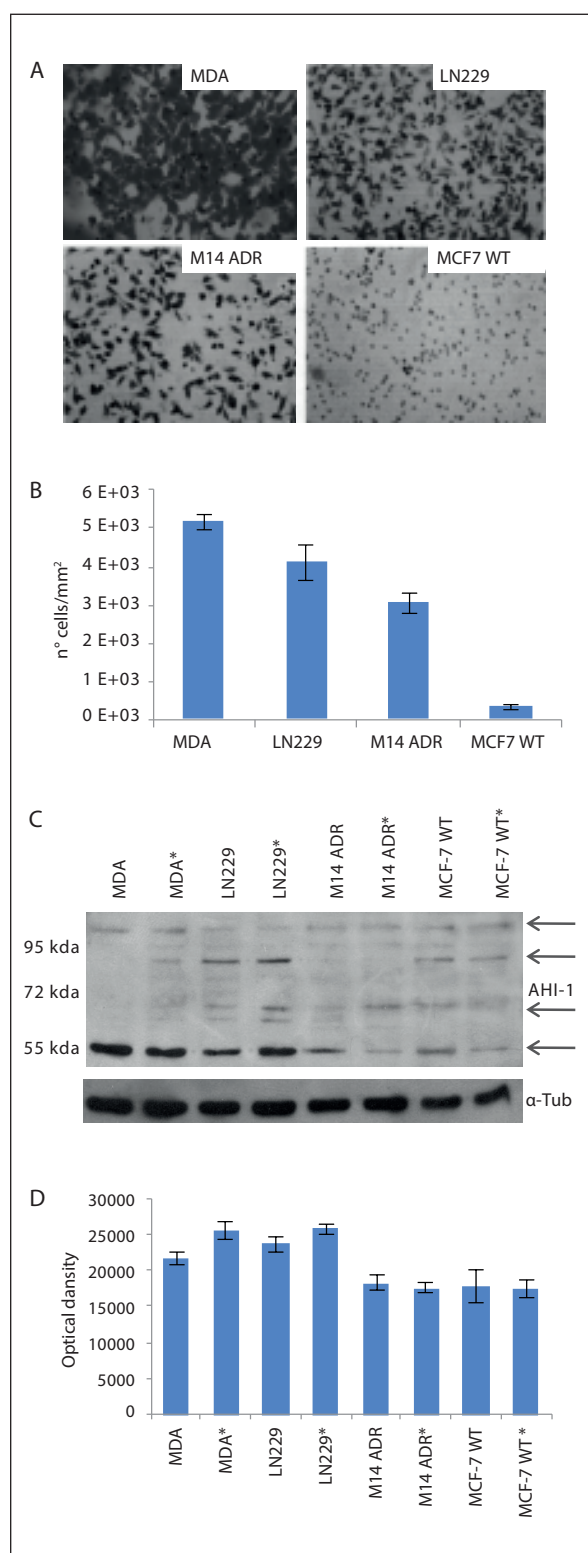 A
MDA
LN229
M14 ADR
MCF7 WT
B
6 E+03
5 E+03
4 E+03
3 E+03
2 E+03
1 E+03
0 E+03
n° cells/mm²
MDA
LN229
M14 ADR
MCF7 WT
C
MDA
MDA*
LN229
LN229*
M14 ADR
M14 ADR*
MCF-7 WT
MCF-7 WT*
95 kda
72 kda
55 kda
AHI-1
α-Tub
D
30000
25000
20000
15000
10000
5000
0
Optical dansity
MDA
MDA*
LN229
LN229*
M14 ADR
M14 ADR*
MCF-7 WT
MCF-7 WT *